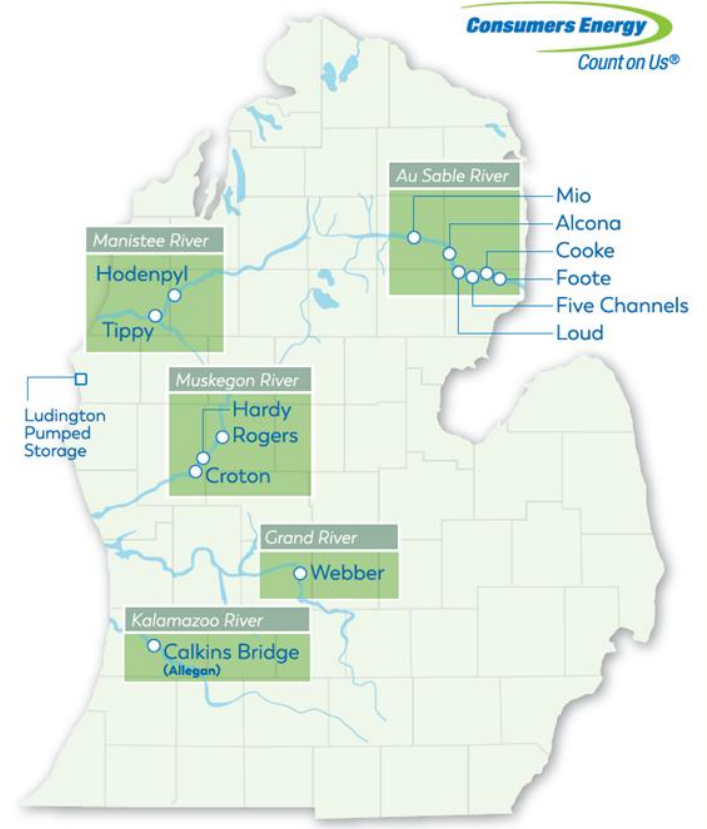 Consumers Energy
Count on Us®
Au Sable River
Mio
Alcona
Cooke
Foote
Five Channels
Loud
Manistee River
Hodenpyl
Tippy
Ludington
Pumped
Storage
Muskegon River
Hardy
Rogers
Croton
Grand River
Webber
Kalamazoo River
Calkins Bridge
(Allegan)